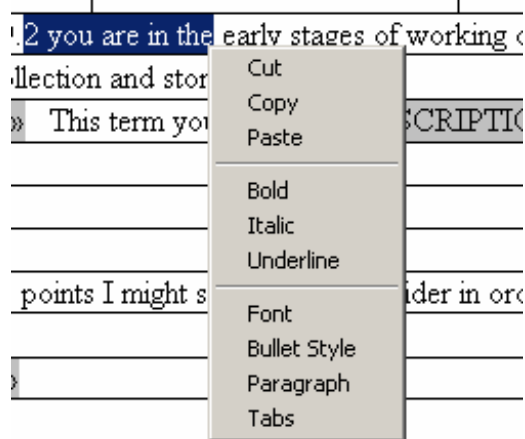 .2 you are in the early stages of working
llection and stor
» This term you SCRIPTIO
points I might s ider in ord
»
Cut
Copy
Paste
Bold
Italic
Underline
Font
Bullet Style
Paragraph
Tabs